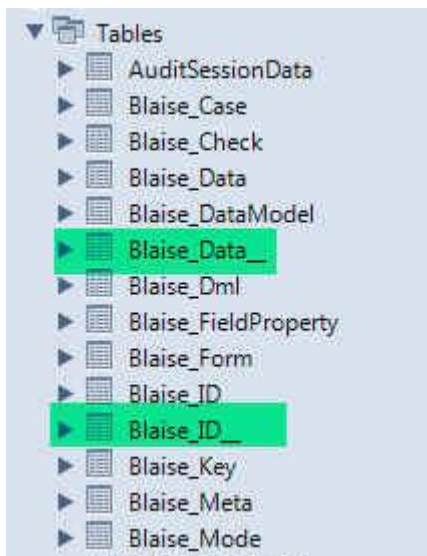 Tables
AuditSessionData
Blaise_Case
Blaise_Check
Blaise_Data
Blaise_DataModel
Blaise_Data__
Blaise_Dml
Blaise_FieldProperty
Blaise_Form
Blaise_ID
Blaise_ID__
Blaise_Key
Blaise_Meta
Blaise_Mode